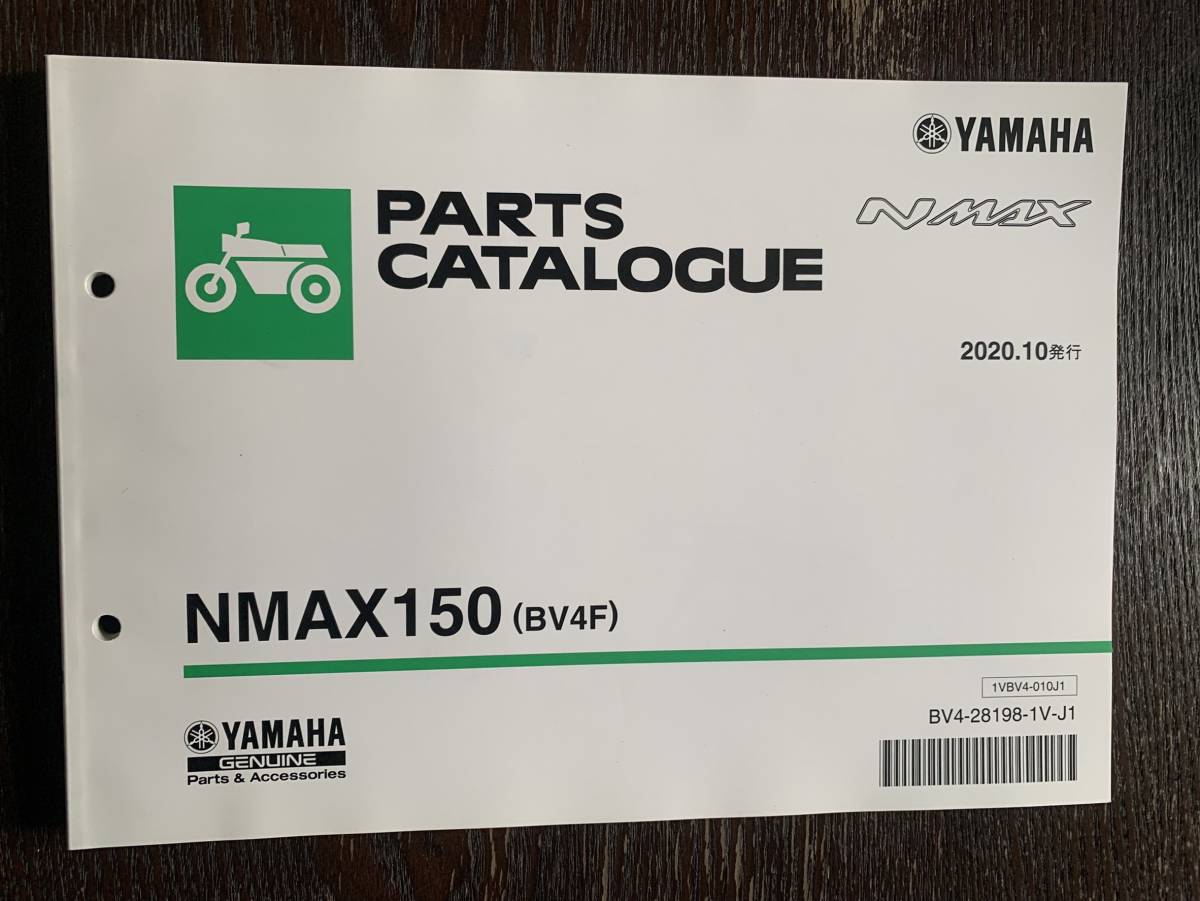 YAMAHA
NMAX
PARTS
CATALOGUE
2020.10発行
NMAX150 (BV4F)
1VBV4-010J1
BV4-28198-1V-J1
YAMAHA
GENUINE
Parts & Accessories